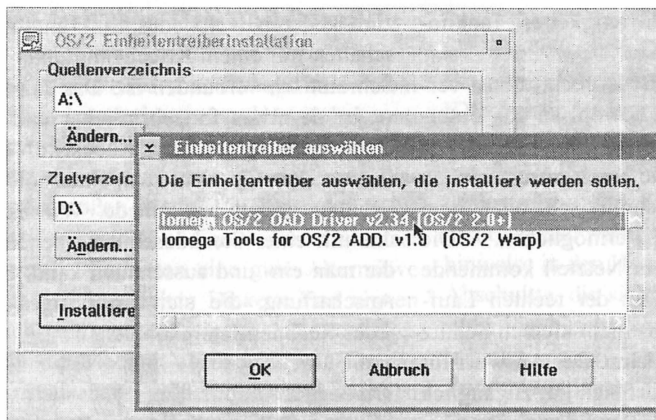 OS/2 Einheitentreiberinstallation
Quellenverzeichnis
A:\
Ändern...
Einheitentreiber auswählen
Zielverzeic
Die Einheitentreiber auswählen, die installiert werden sollen.
D:\
Iomega OS/2 OAD Driver v2.34 [OS/2 2.0+]
Iomega Tools for OS/2 ADD. v1.0 [OS/2 Warp]
Ändern.
Installiere
OK
Abbruch
Hilfe